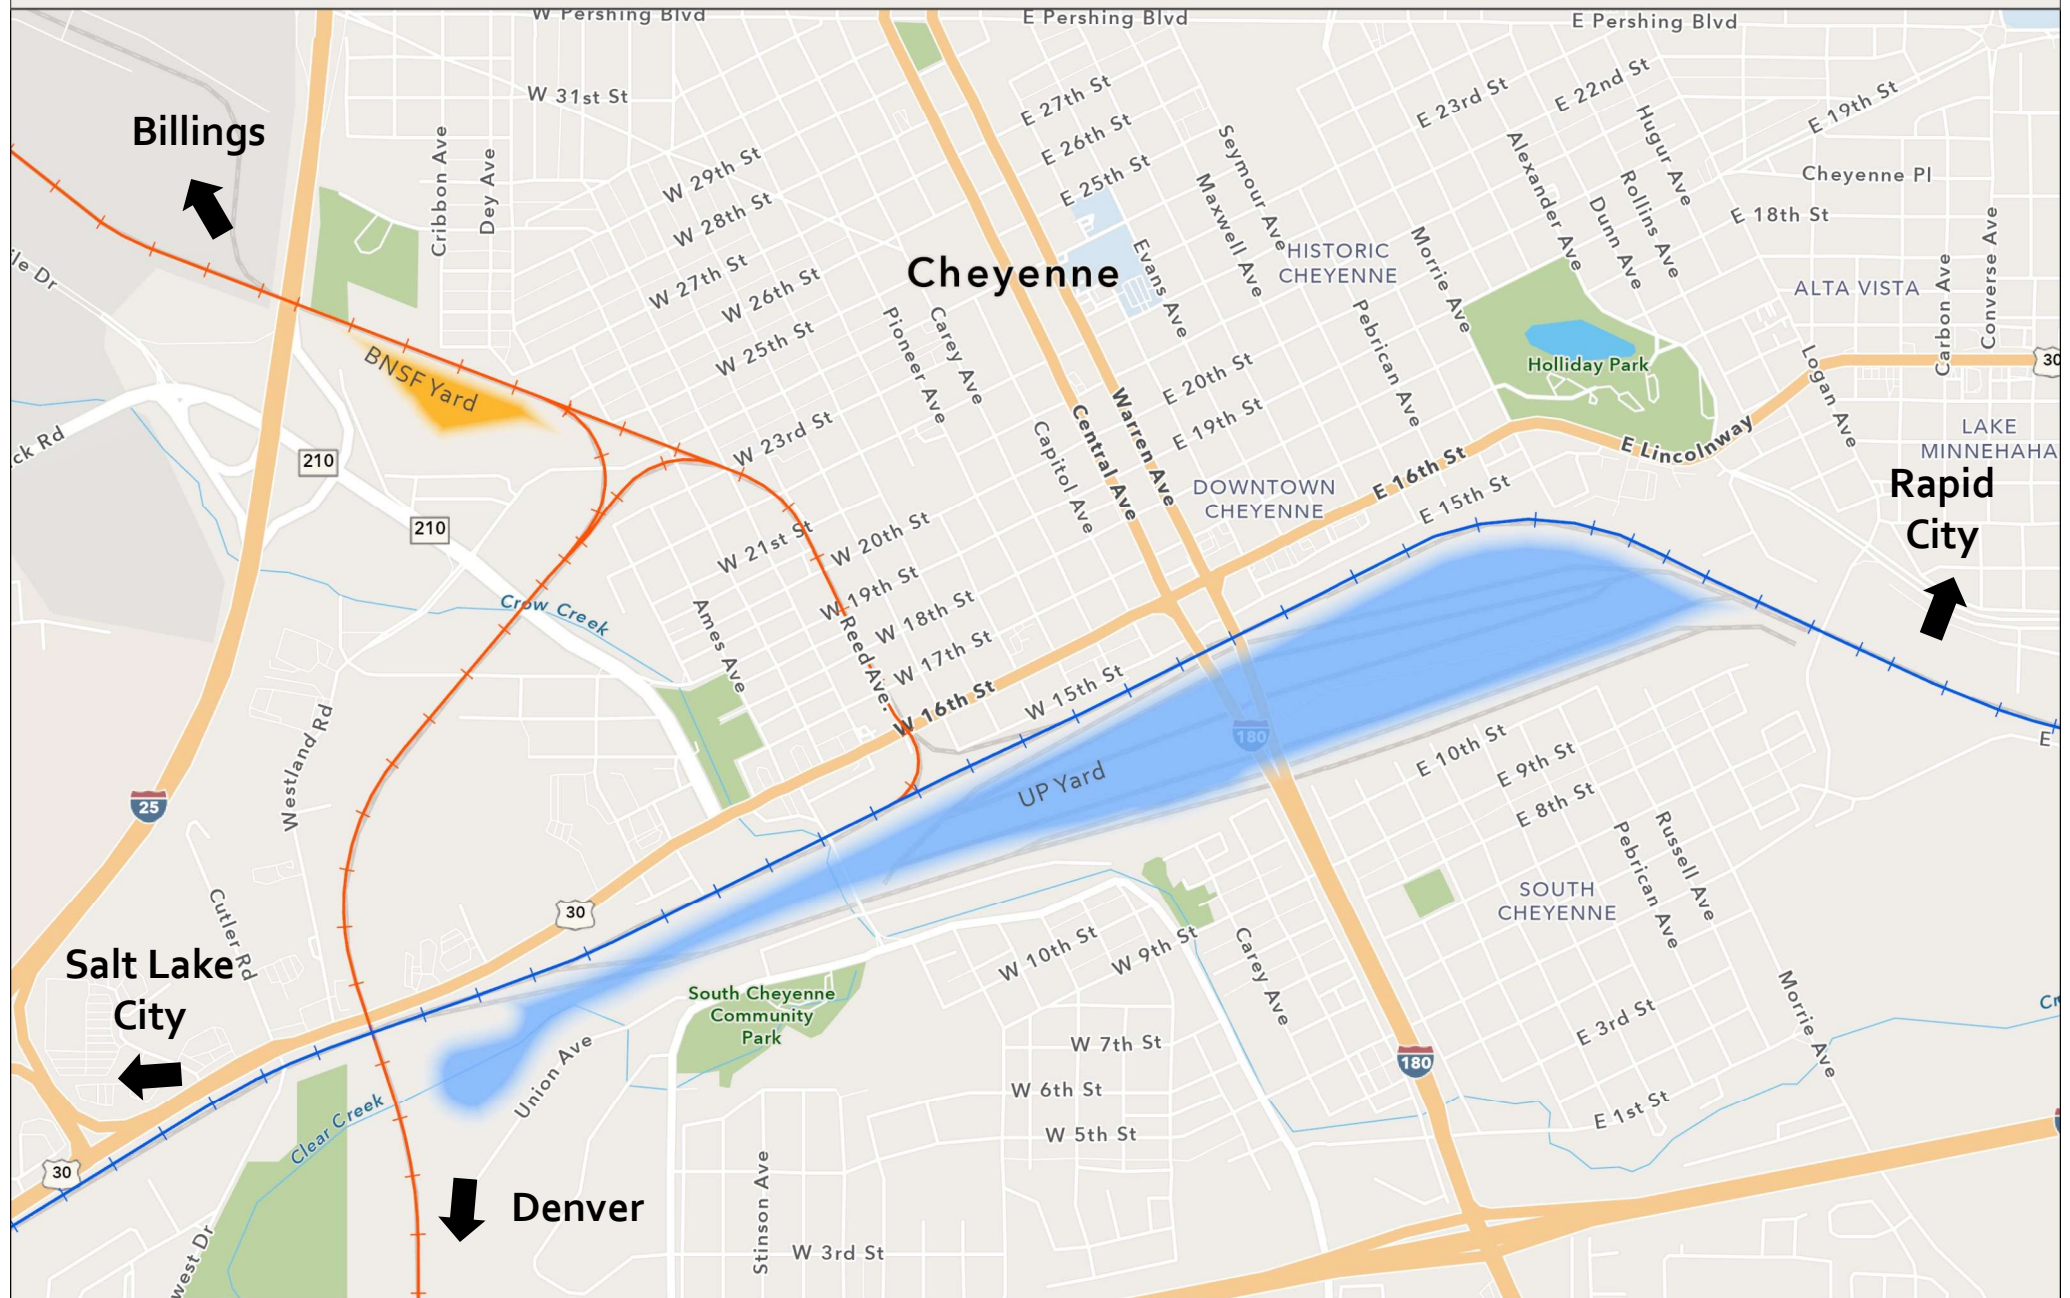 W Pershing Blvd
E Pershing Blvd
E Pershing Blvd
W 31st St
E 27th St
E 26th St
E 25th St
E 23rd St
E 22nd St
E 19th St
Billings
Cribbon Ave
Dey Ave
W 29th St
W 28th St
W 27th St
W 26th St
W 25th St
W 23rd St
Seymour Ave
Maxwell Ave
Evans Ave
Alexander Ave
Hugur Ave
Rollins Ave
Dunn Ave
Cheyenne Pl
E 18th St
Morrie Ave
HISTORIC
CHEYENNE
Cheyenne
ALTA VISTA
Carbon Ave
Converse Ave
Pioneer Ave
Carey Ave
Pebrican Ave
Logan Ave
Holliday Park
30
BNSF Yard
E 20th St
E 19th St
Central Ave
Warren Ave
Capitol Ave
E Lincolnway
LAKE
MINNEHAHA
210
210
DOWNTOWN
CHEYENNE
E 16th St
E 15th St
Rapid
City
W 21st St
W 20th St
W 19th St
W 18th St
W 17th St
W 16th St
W 15th St
Crow Creek
Ames Ave
Reed Ave.
Westland Rd
UP Yard
180
E 10th St
E 9th St
E 8th St
25
Pebrican Ave
Russell Ave
Cutler Rd
30
SOUTH
CHEYENNE
Salt Lake
City
South Cheyenne
Community
Park
W 10th St
W 9th St
Carey Ave
Morrie Ave
W 7th St
W 6th St
W 5th St
E 3rd St
E 1st St
180
Union Ave
Clear Creek
30
Denver
Stinson Ave
W 3rd St